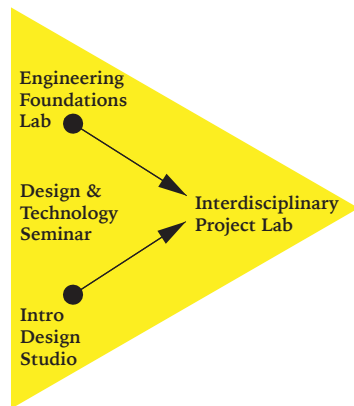 Engineering
Foundations
Lab
Design &
Technology
Seminar
Interdisciplinary
Project Lab
Intro
Design
Studio